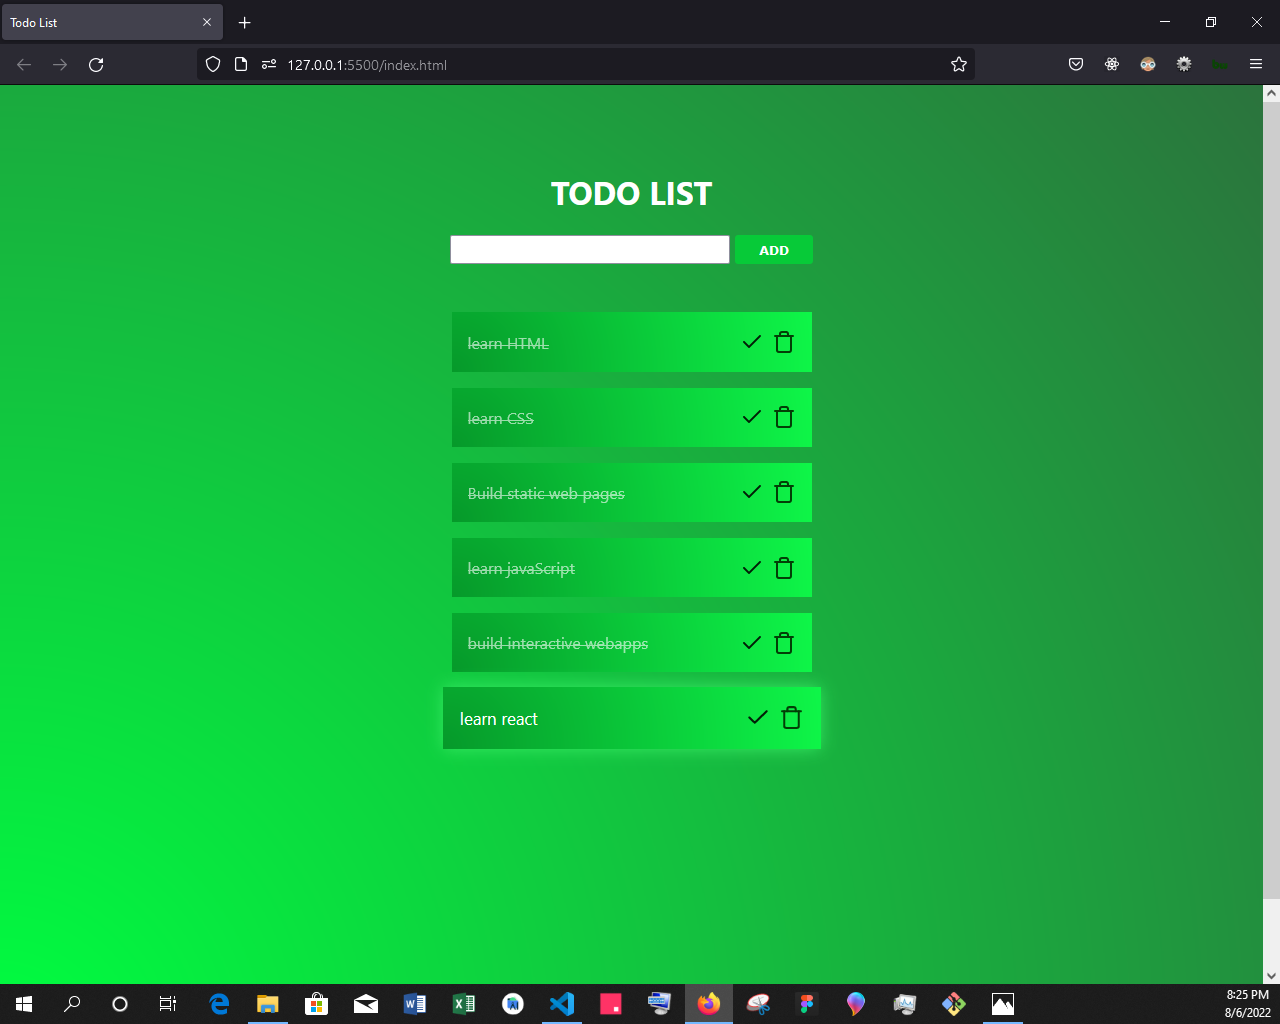 Todo List
127.0.0.1:5500/index.html
TODO LIST
ADD
learn HTML
learn CSS
Build static web pages
learn javaScript
build interactive webapps
learn react
8:25 PM
8/6/2022